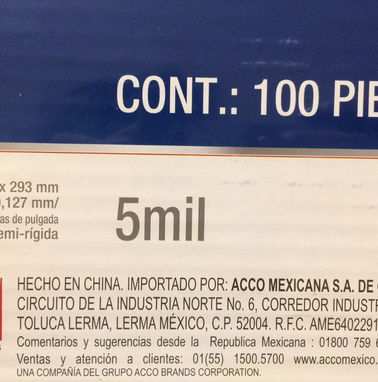 CONT.: 100 PIE
x 293 mm
0,127 mm/
as de pulgada
emi-rígida
5mil
HECHO EN CHINA. IMPORTADO POR: ACCO MEXICANA S.A. DE
CIRCUITO DE LA INDUSTRIA NORTE No. 6, CORREDOR INDUSTR
TOLUCA LERMA, LERMA MÉXICO, C.P. 52004. R.F.C. AME6402291
Comentarios y sugerencias desde la Republica Mexicana : 01800 759 6
Ventas y atención a clientes: 01(55) 1500.5700 www.accomexico.
UNA COMPAÑÍA DEL GRUPO ACCO BRANDS CORPORATION.